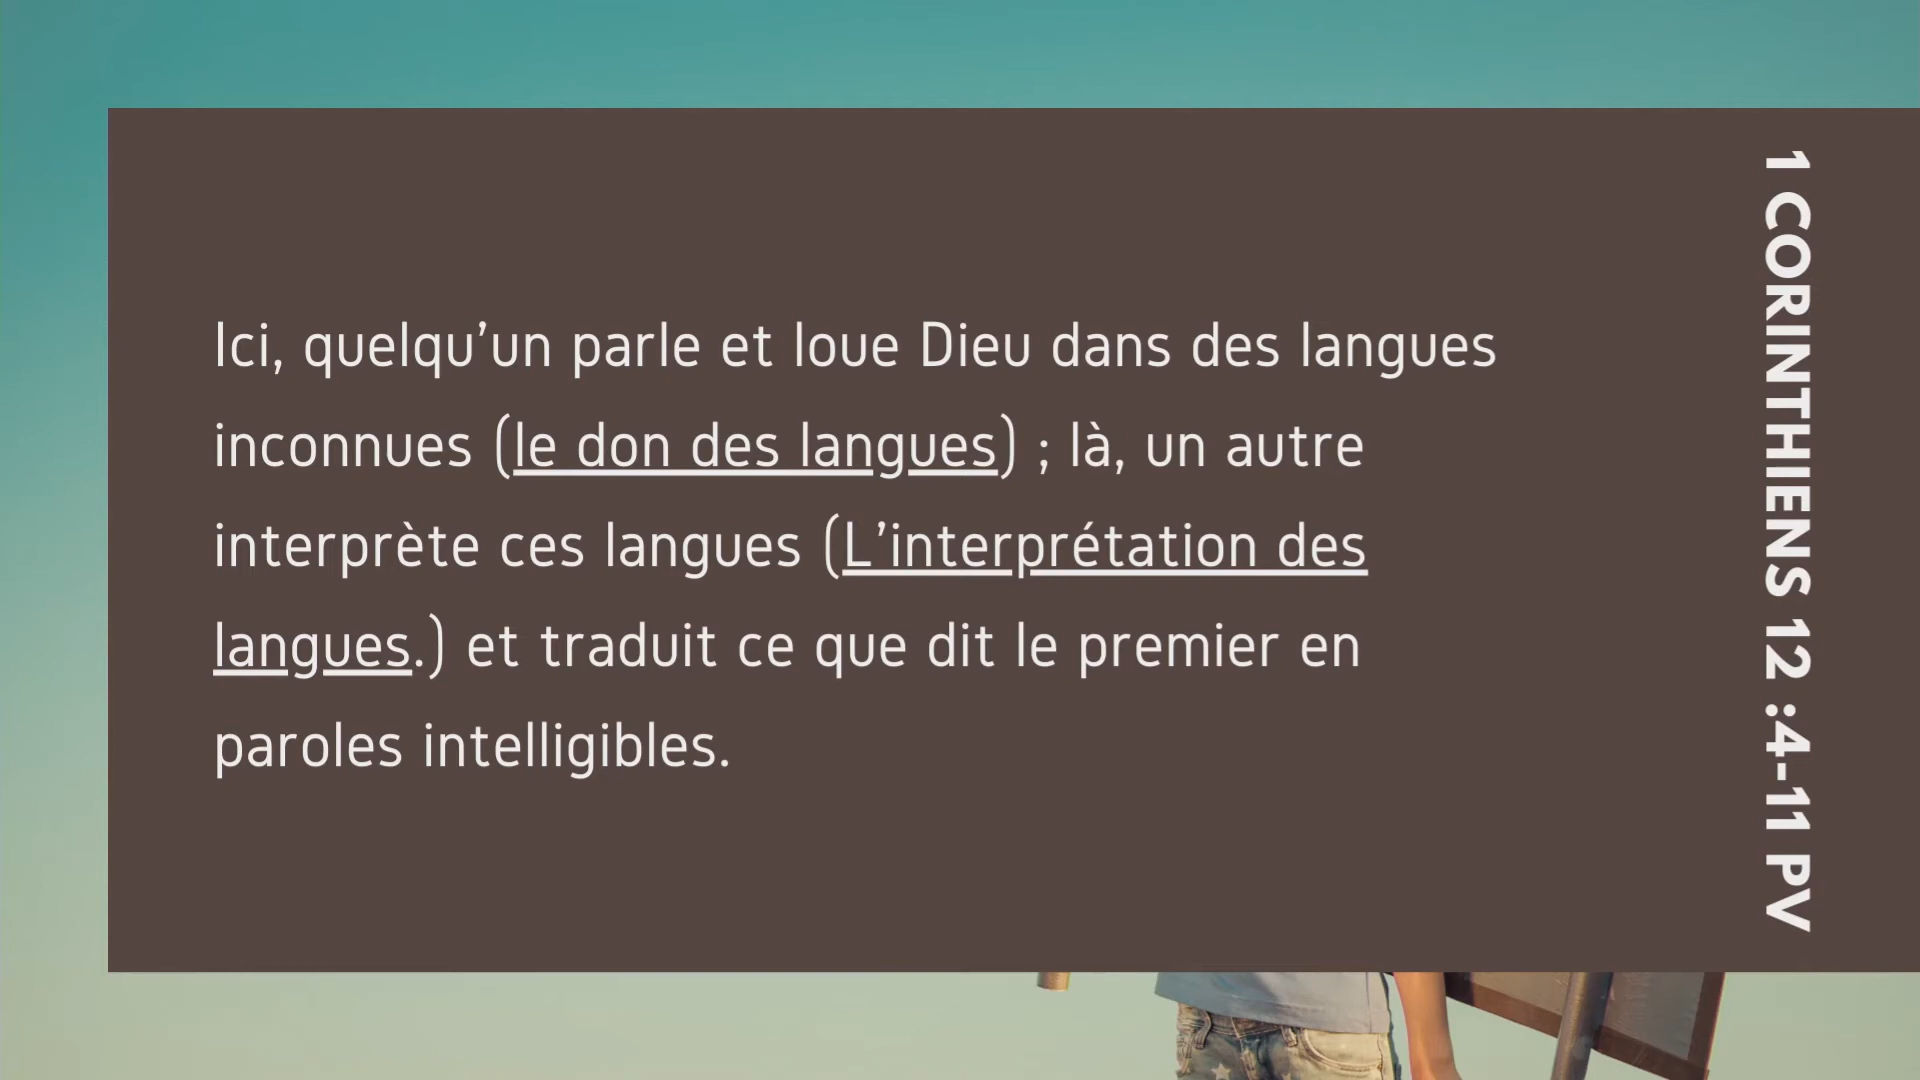 Ici, quelqu’un parle et loue Dieu dans des langues
inconnues (le don des langues) ; là, un autre
interprète ces langues (L’interprétation des
langues.) et traduit ce que dit le premier en
paroles intelligibles.
1 CORINTHIENS 12 :4-11 PV